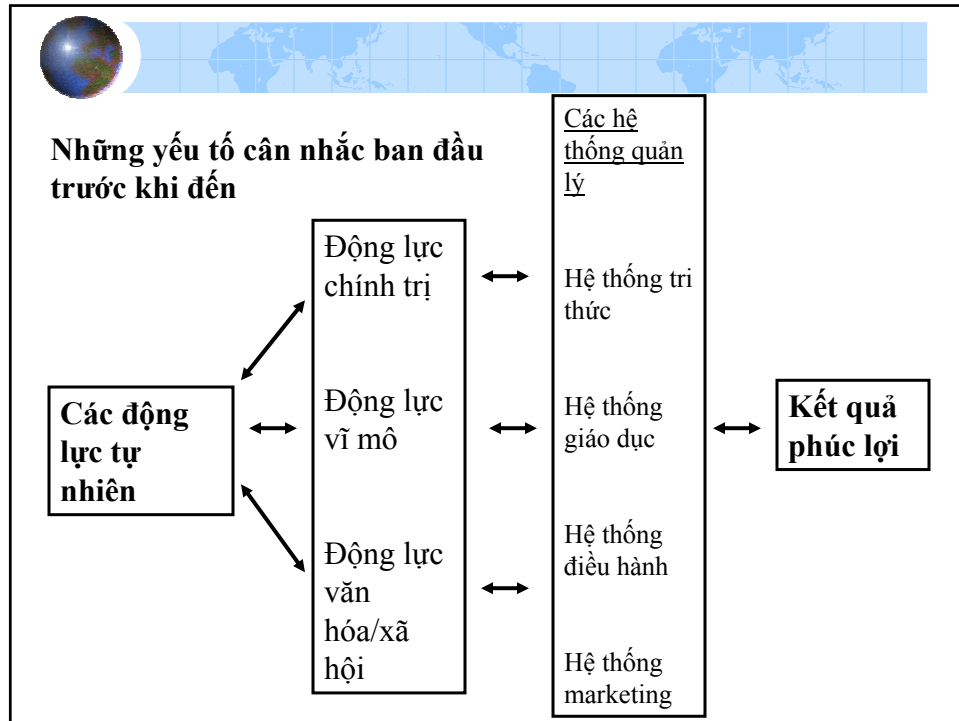 Những yếu tố cân nhắc ban đầu
trước khi đến
Các động
lực tự
nhiên
Động lực
chính trị
Động lực
vĩ mô
Động lực
văn
hóa/xã
hội
Các hệ
thống quản
lý
Hệ thống tri
thức
Hệ thống
giáo dục
Hệ thống
điều hành
Hệ thống
marketing
Kết quả
phúc lợi